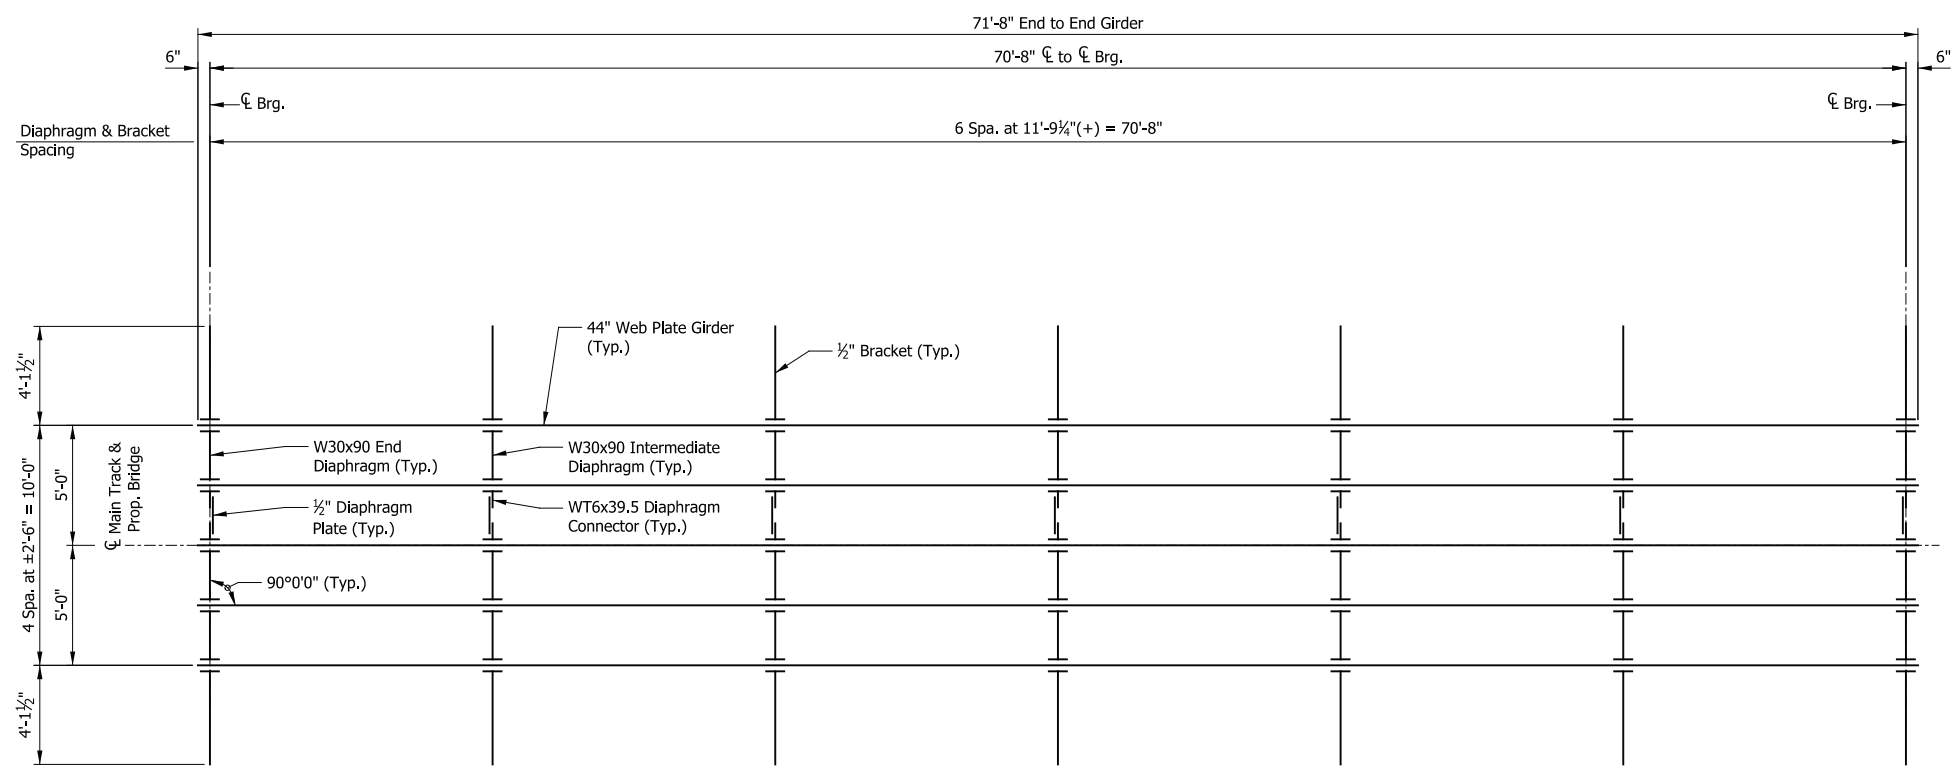 71'-8" End to End Girder
6"
70'-8" ℄ to ℄ Brg.
6"
℄ Brg.
℄ Brg.
Diaphragm & Bracket
Spacing
6 Spa. at 11'-9¼"(+) = 70'-8"
44" Web Plate Girder
(Typ.)
½" Bracket (Typ.)
4'-1½"
W30x90 End
Diaphragm (Typ.)
W30x90 Intermediate
Diaphragm (Typ.)
4 Spa. at ±2'-6" = 10'-0"
5'-0"
℄ Main Track &
Prop. Bridge
½" Diaphragm
Plate (Typ.)
WT6x39.5 Diaphragm
Connector (Typ.)
5'-0"
90°0'0" (Typ.)
4'-1½"